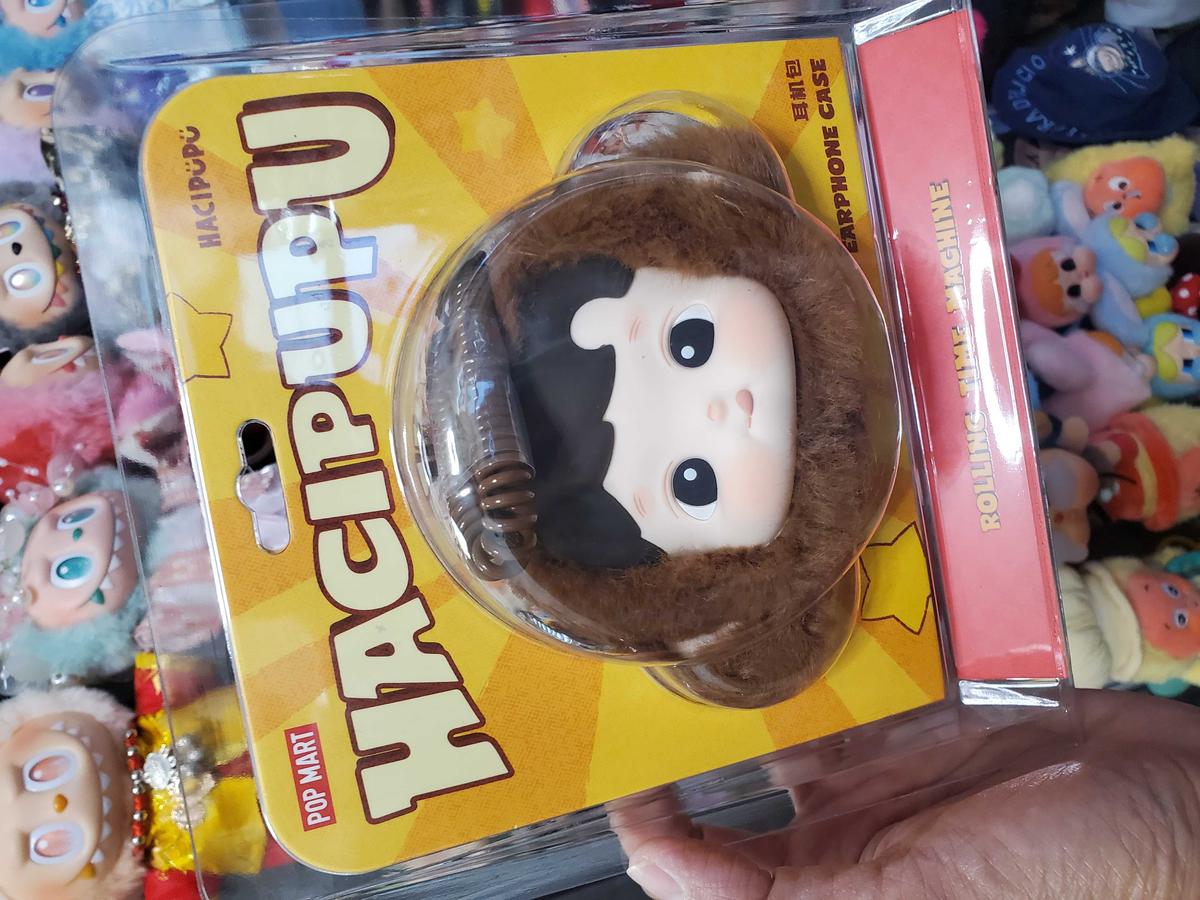 POP MART
HACIPUPU
HACIPUPU
耳机包
EARPHONE CASE
ROLLING TIME MACHINE